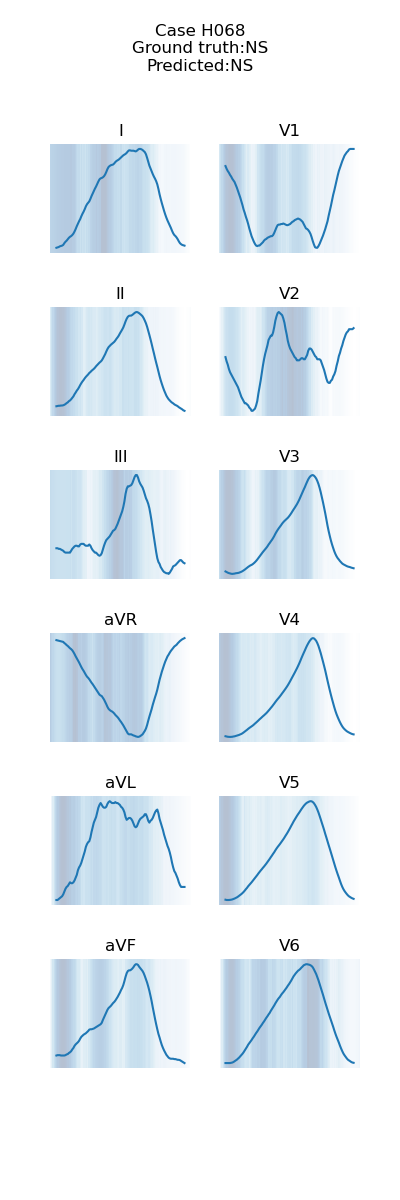 Case H068
Ground truth:NS
Predicted:NS
I
V1
II
V2
III
V3
aVR
V4
aVL
V5
aVF
V6